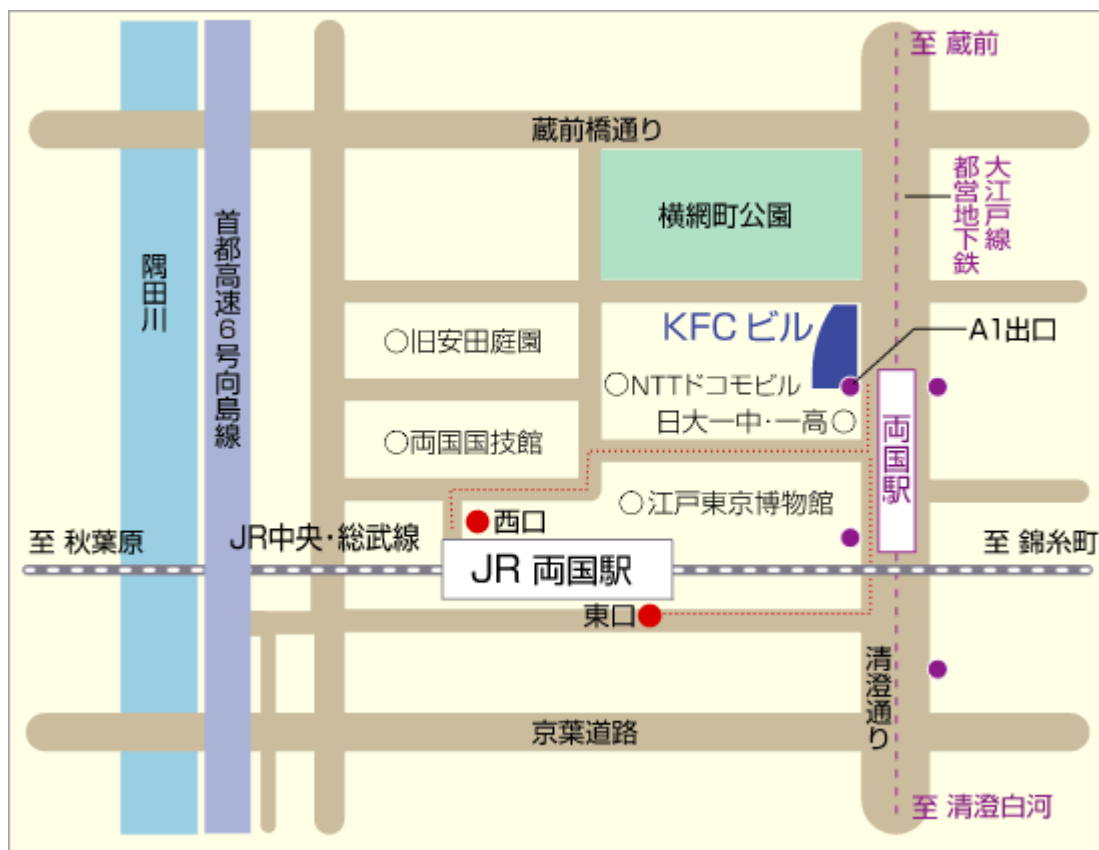 至 蔵前
蔵前橋通り
大江戸線
都営地下鉄
横網町公園
首都高速6号向島線
隅田川
KFC ビル
A1出口
○旧安田庭園
○NTTドコモビル
日大一中・一高○
両国駅
○両国国技館
○江戸東京博物館
西口
至 秋葉原
JR中央・総武線
至 錦糸町
JR 両国駅
東口
清澄通り
京葉道路
至 清澄白河